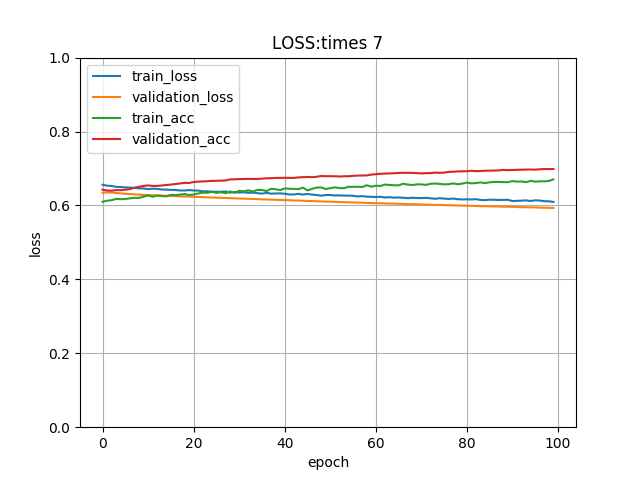 LOSS:times 7
1.0
train_loss
validation_loss
train_acc
validation_acc
0.8
0.6
loss
0.4
0.2
0.0
0 20 40 60 80 100
epoch